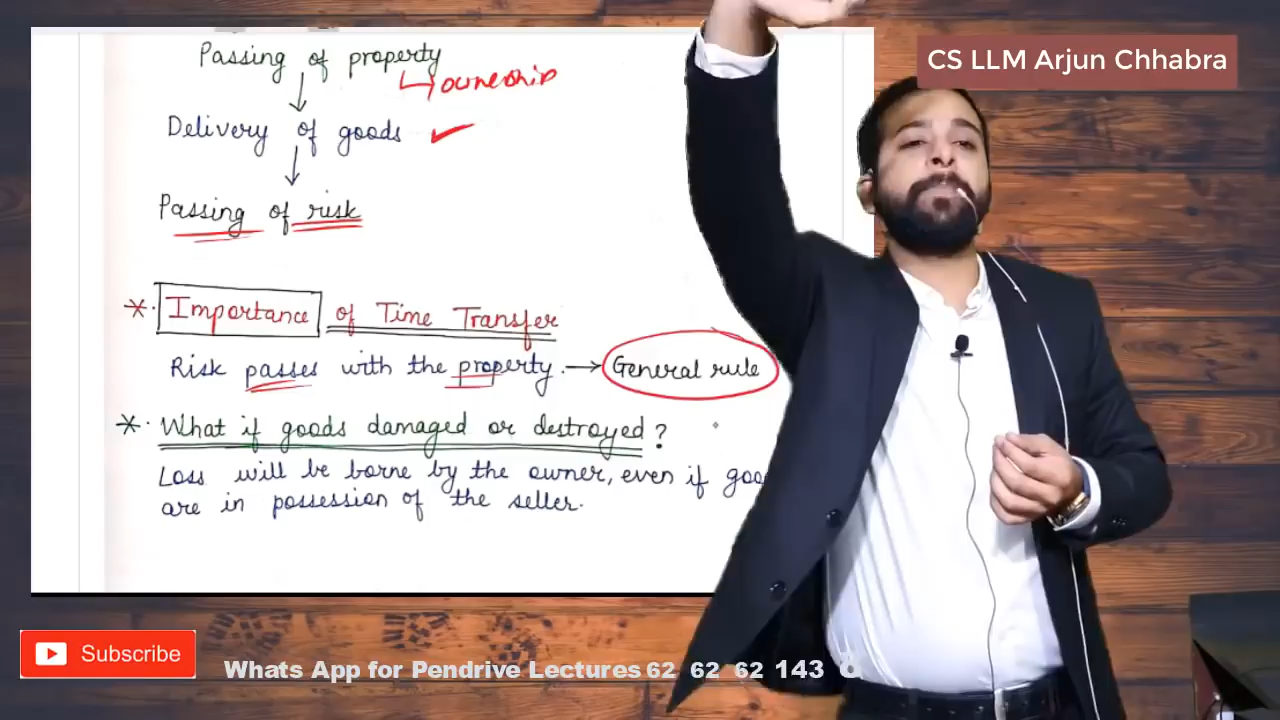 Passing of property
ownership
Delivery of goods
Passing of risk
CS LLM Arjun Chhabra
*. Importance of Time Transfer
Risk passes with the property. → General rule
*. What if goods damaged or destroyed?
Loss will be borne by the owner, even if
are in possession of the seller.
Subscribe
Whats App for Pendrive Lectures 62 62 62 143